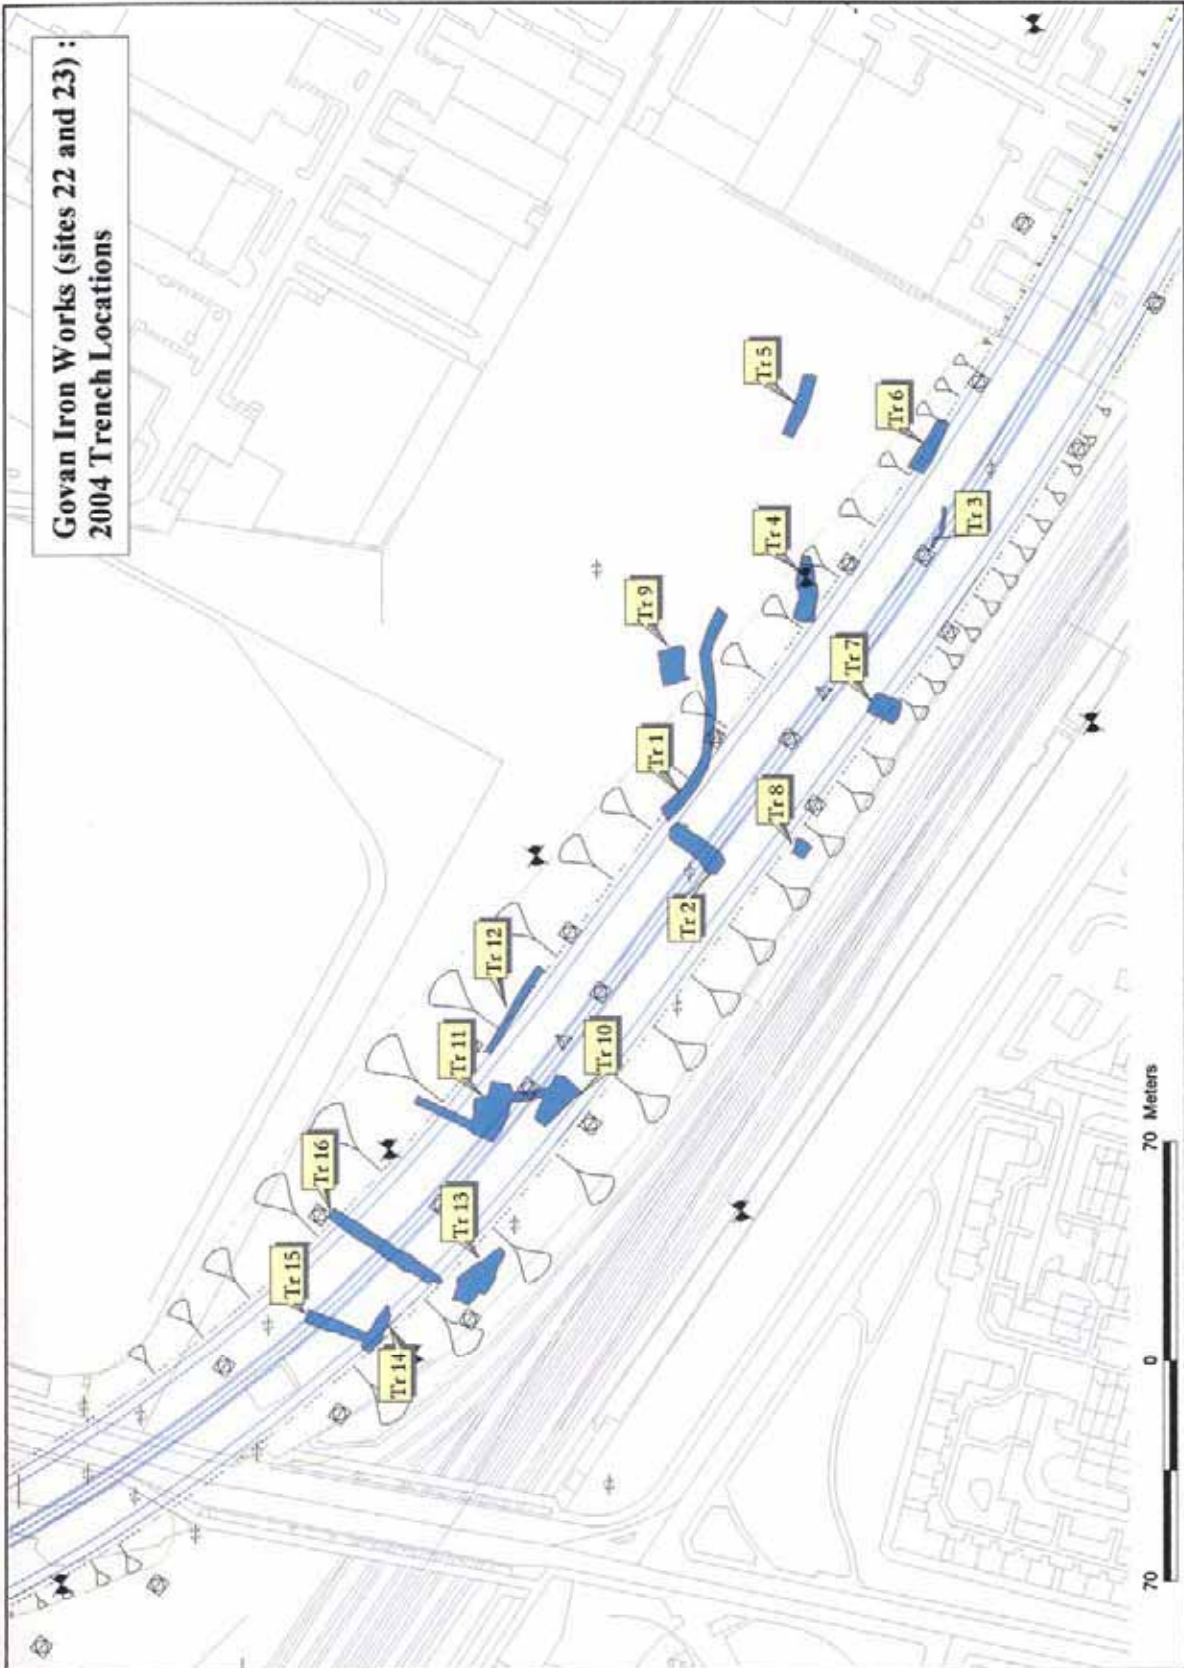 Govan Iron Works (sites 22 and 23) :
2004 Trench Locations
Tr 5
Tr 6
Tr 4
Tr 3
Tr 9
Tr 7
Tr 1
Tr 8
Tr 2
Tr 12
Tr 11
Tr 10
Tr 16
Tr 13
Tr 15
Tr 14
70 0 70 Meters